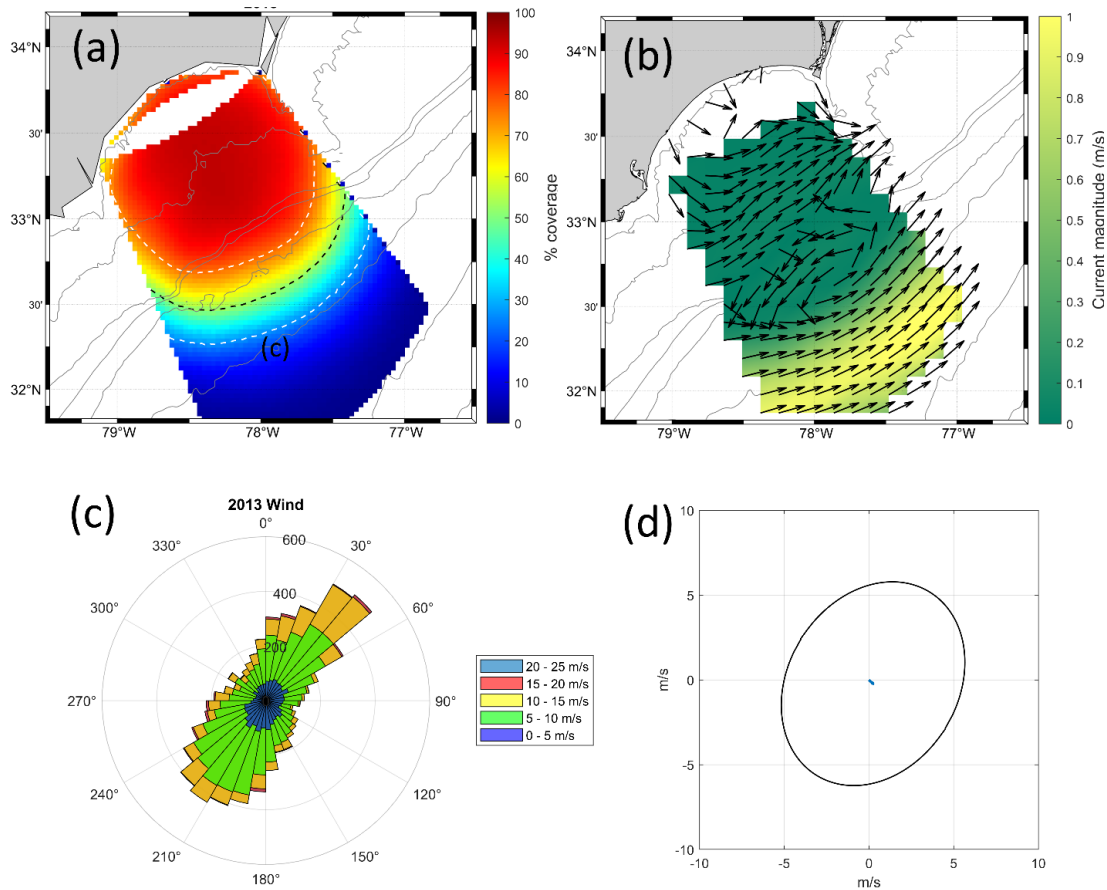 (a)
34°N
30'
33°N
30'
32°N
79°W
78°W
77°W
(c)
100
90
80
70
60
50
40
30
20
10
0
% coverage
(b)
34°N
30'
33°N
30'
32°N
79°W
78°W
77°W
1
0.9
0.8
0.7
0.6
0.5
0.4
0.3
0.2
0.1
0
Current magnitude (m/s)
(c)
2013 Wind
0°
30°
60°
90°
120°
150°
180°
210°
240°
270°
300°
330°
600
400
200
20 - 25 m/s
15 - 20 m/s
10 - 15 m/s
5 - 10 m/s
0 - 5 m/s
(d)
10
5
0
-5
-10
m/s
-10
-5
0
5
10
m/s